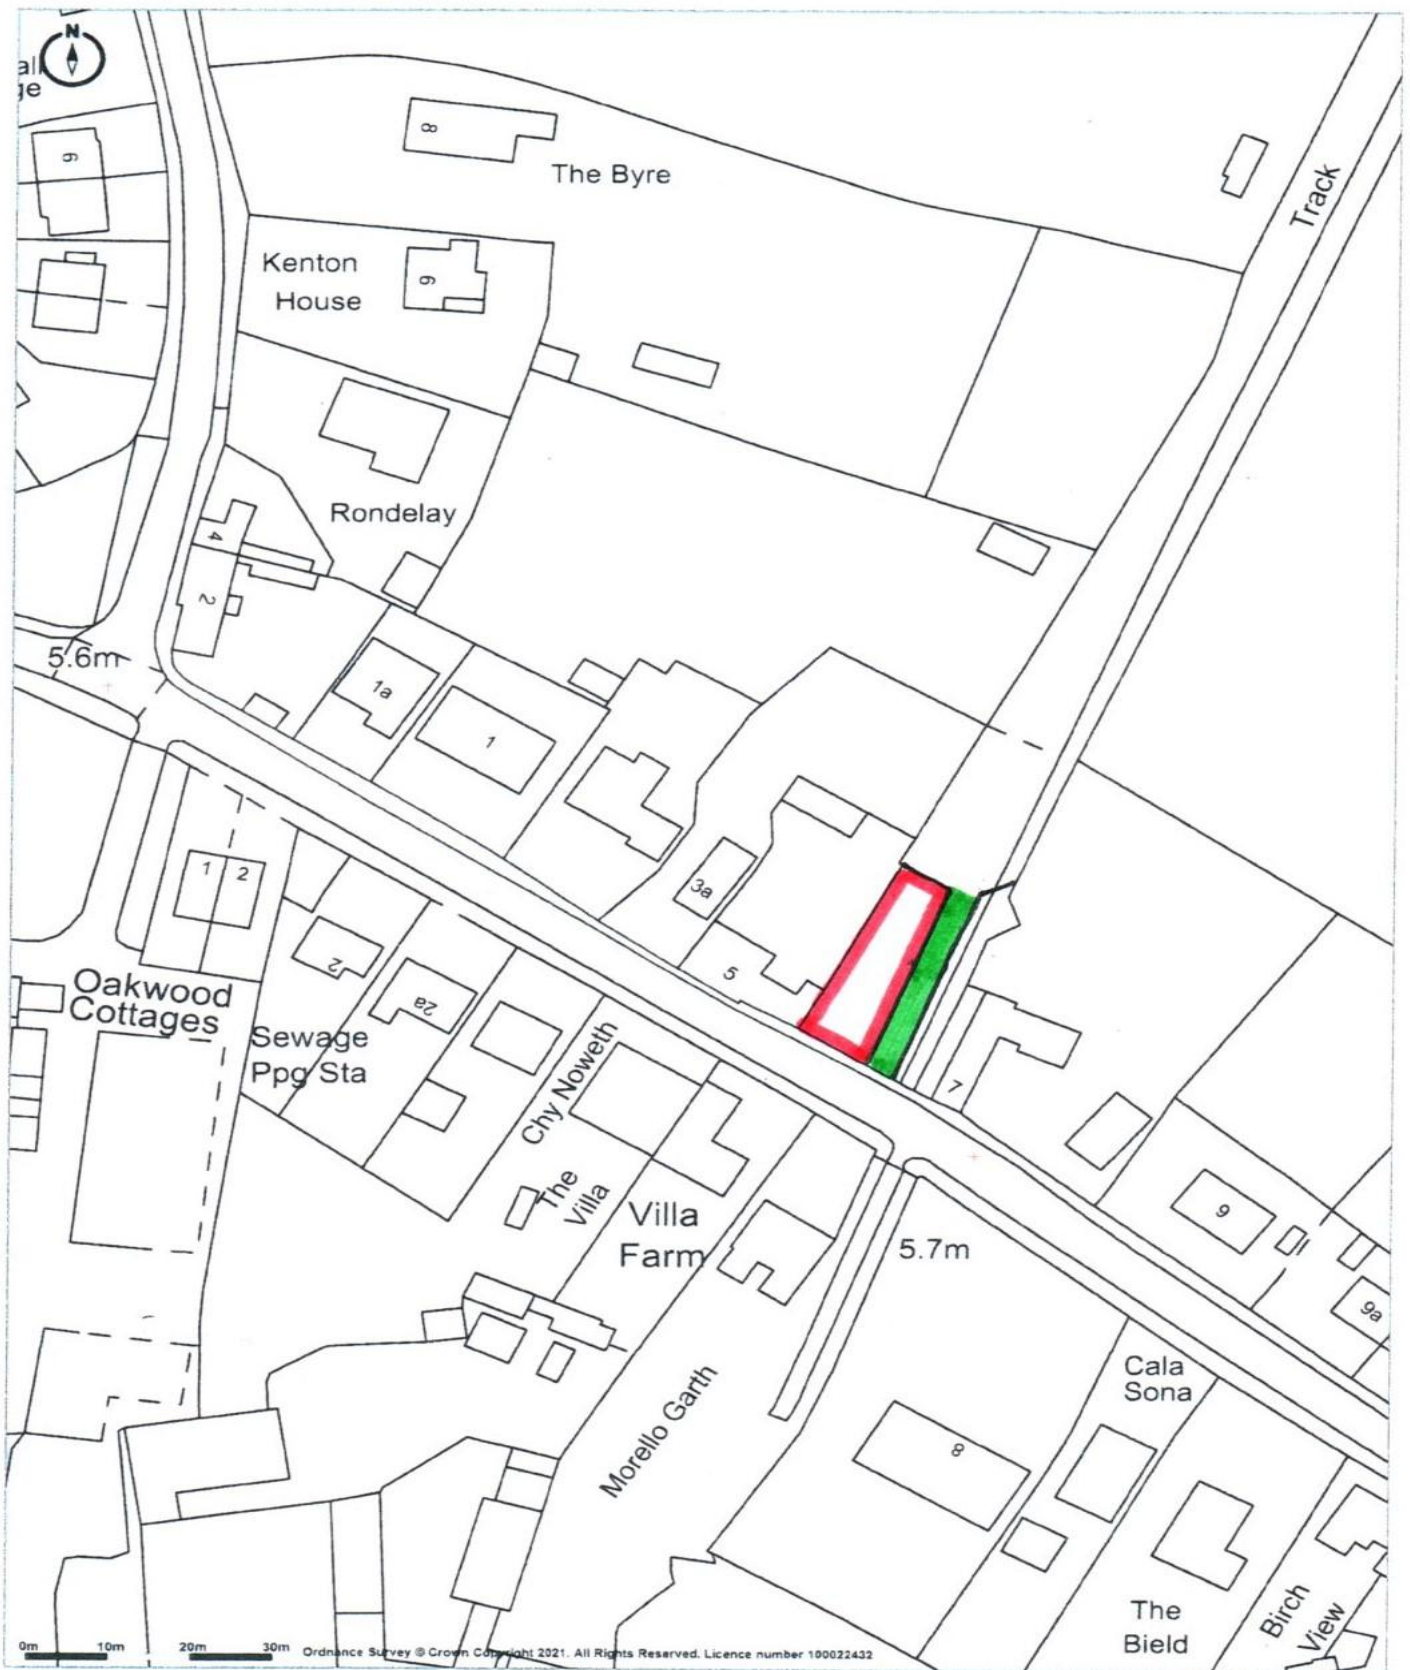 N
all
ge
6
8
The Byre
Track
Kenton
House
6
Rondelay
4
2
5.6m
1a
1
3a
5
1
2
2
2a
Oakwood
Cottages
Sewage
Ppg Sta
Chy Noweth
7
The
Villa
Villa
Farm
9
5.7m
9a
Cala
Sona
Morello Garth
8
The
Bield
Birch
View
0m 10m 20m 30m
Ordnance Survey © Crown Copyright 2021. All Rights Reserved. Licence number 100022432